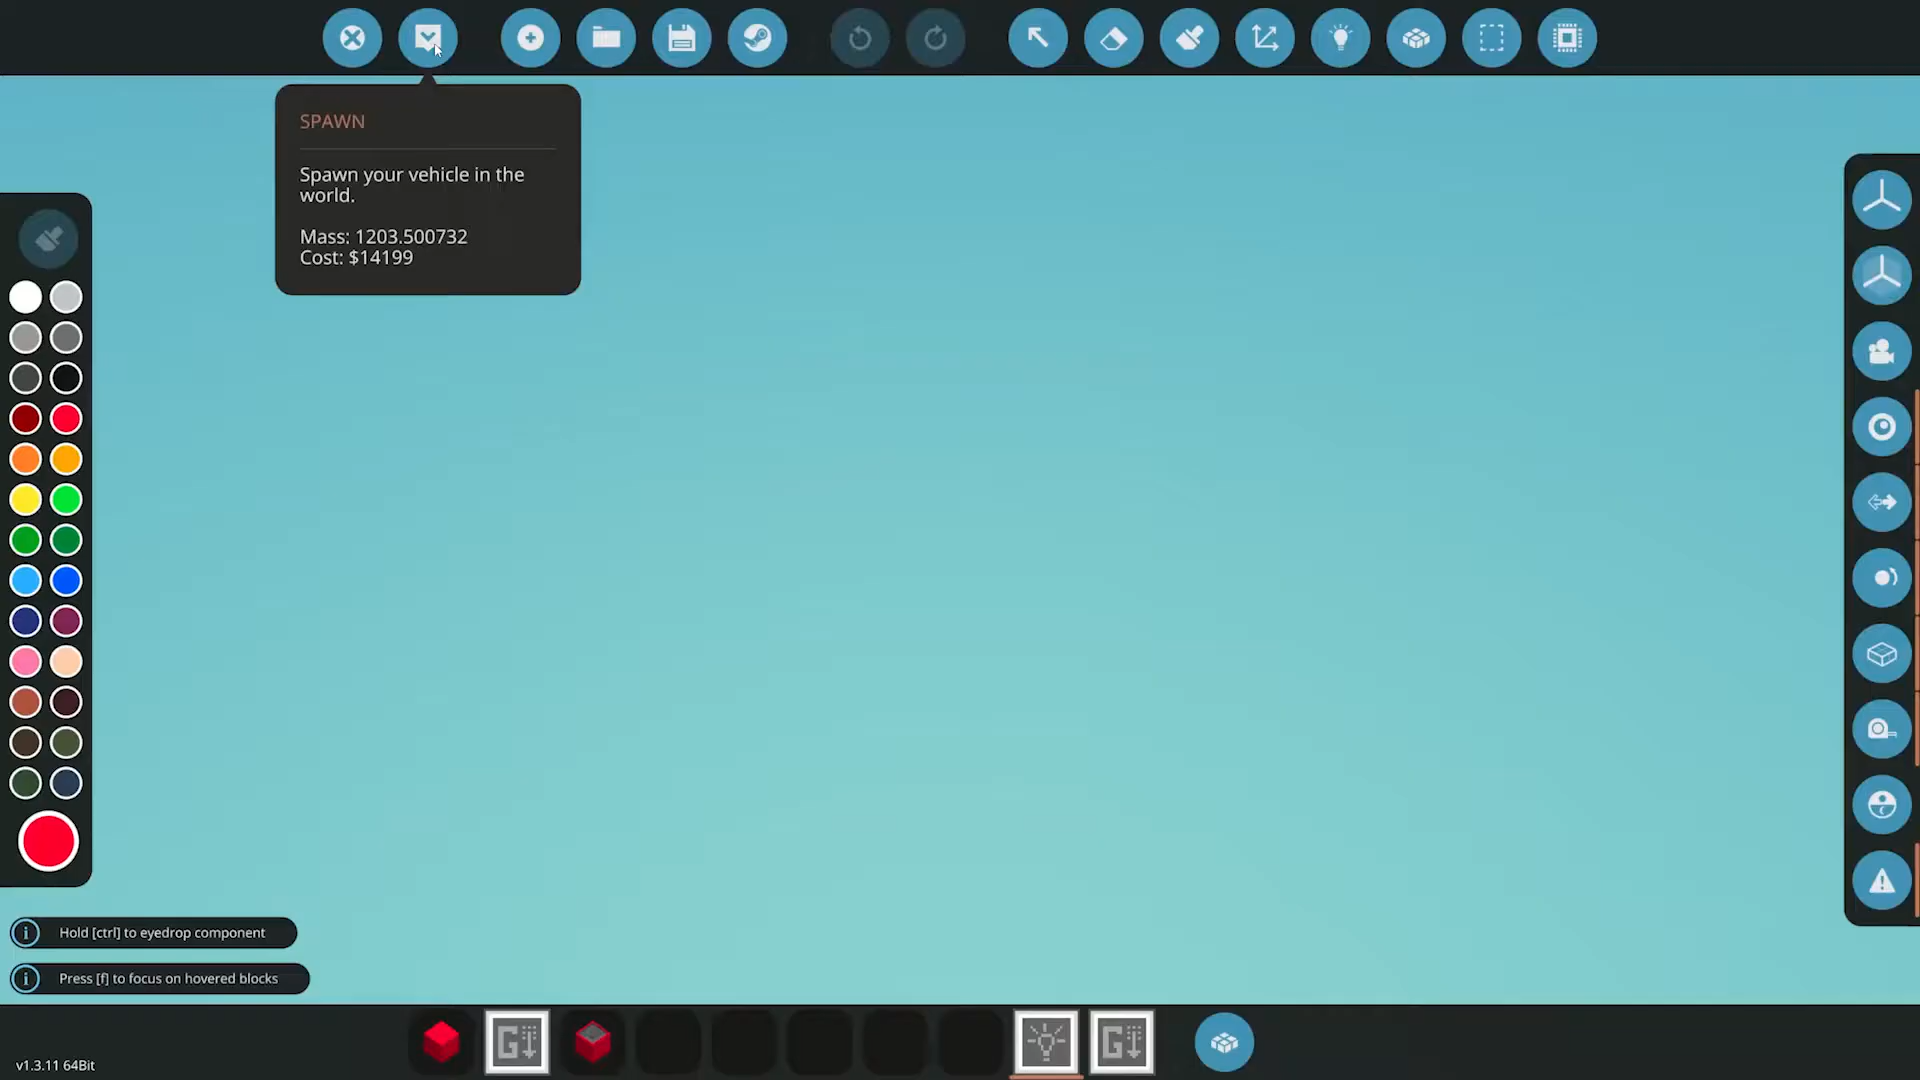 SPAWN
Spawn your vehicle in the
world.
Mass: 1203.500732
Cost: $14199
Hold [ctrl] to eyedrop component
Press [f] to focus on hovered blocks
G
G
v1.3.11 64Bit